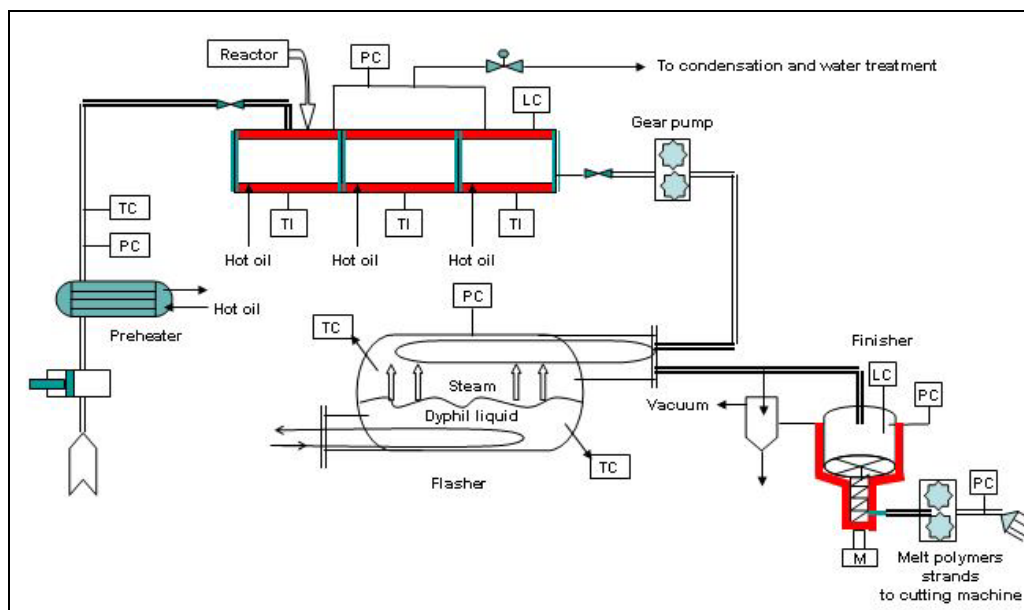 Reactor
PC
To condensation and water treatment
LC
Gear pump
TC
PC
TI
TI
TI
Hot oil
Hot oil
Hot oil
Hot oil
Preheater
PC
TC
Steam
Dyphil liquid
TC
Flasher
Finisher
LC
PC
Vacuum
PC
M
Melt polymers
strands
to cutting machine